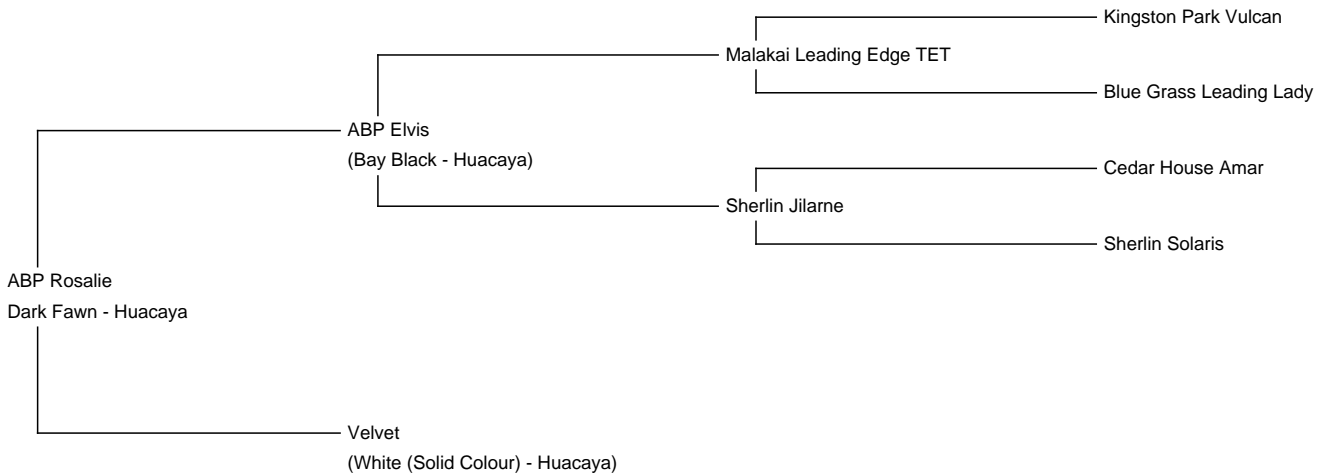 Kingston Park Vulcan
Malakai Leading Edge TET
Blue Grass Leading Lady
ABP Elvis
(Bay Black - Huacaya)
Cedar House Amar
Sherlin Jilarne
Sherlin Solaris
ABP Rosalie
Dark Fawn - Huacaya
Velvet
(White (Solid Colour) - Huacaya)